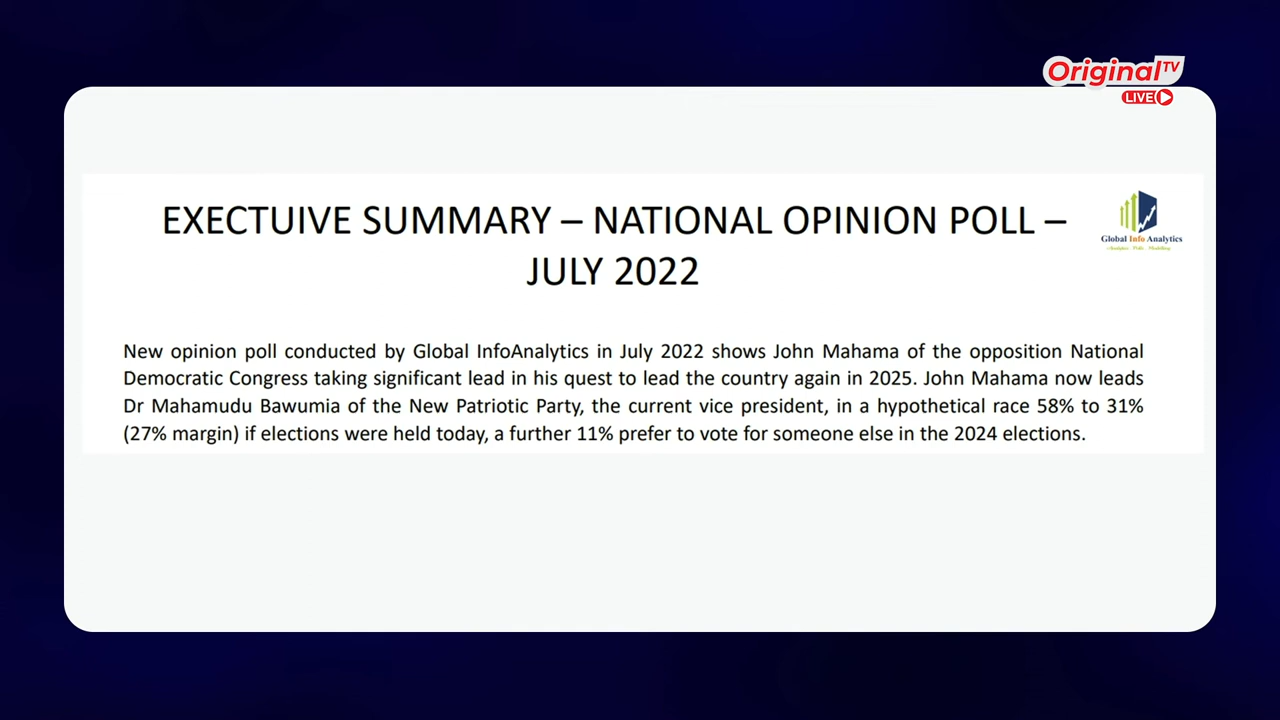 Original TV
LIVE
EXECTUIVE SUMMARY – NATIONAL OPINION POLL –
JULY 2022
Global Info Analytics
New opinion poll conducted by Global InfoAnalytics in July 2022 shows John Mahama of the opposition National
Democratic Congress taking significant lead in his quest to lead the country again in 2025. John Mahama now leads
Dr Mahamudu Bawumia of the New Patriotic Party, the current vice president, in a hypothetical race 58% to 31%
(27% margin) if elections were held today, a further 11% prefer to vote for someone else in the 2024 elections.